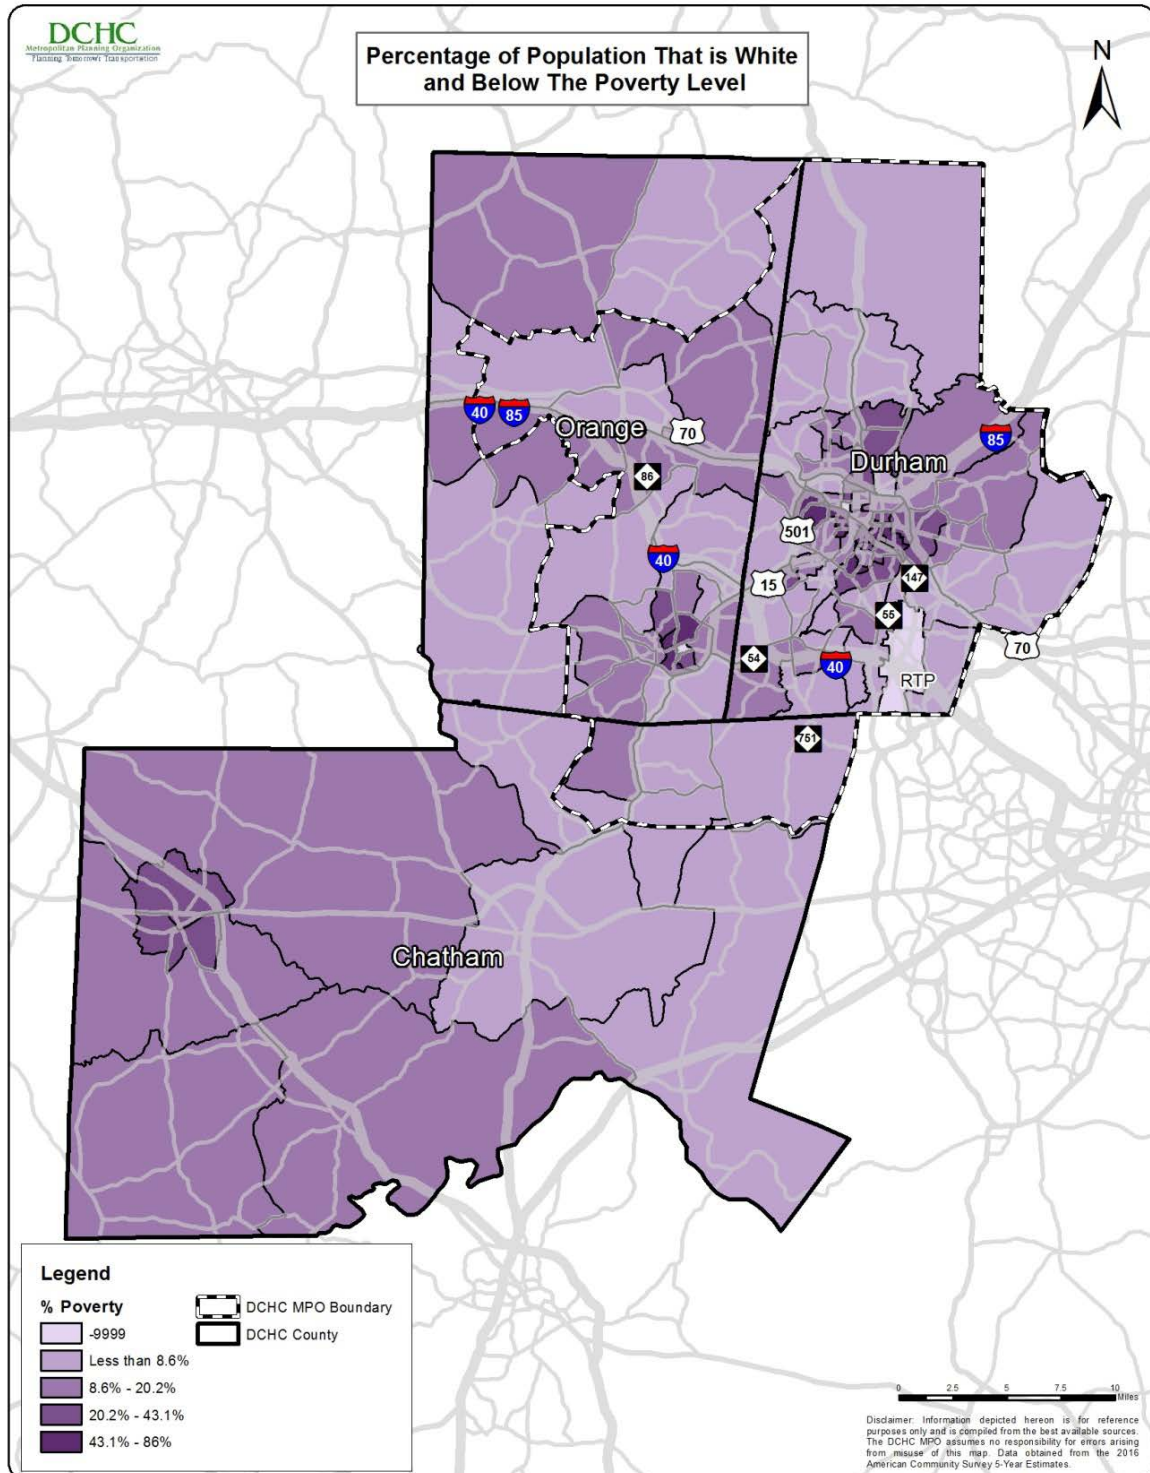 DCHC
Metropolitan Planning Organization
Planning Tomorrow's Transportation
Percentage of Population That is White
and Below The Poverty Level
N
40
85
Orange
70
86
Durham
85
501
40
15
147
55
54
40
70
RTP
751
Chatham
Legend
% Poverty
-9999
Less than 8.6%
8.6% - 20.2%
20.2% - 43.1%
43.1% - 86%
DCHC MPO Boundary
DCHC County
0 2.5 5 7.5 10
Miles
Disclaimer: Information depicted hereon is for reference
purposes only and is compiled from the best available sources.
The DCHC MPO assumes no responsibility for errors arising
from misuse of this map. Data obtained from the 2016
American Community Survey 5-Year Estimates.